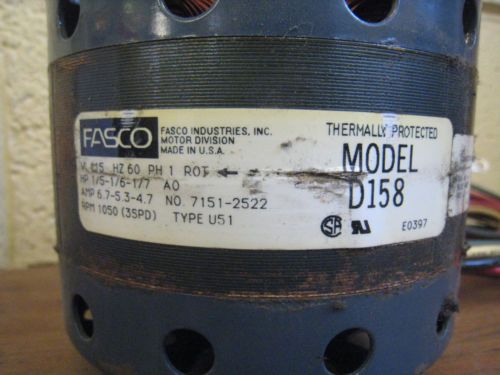 FASCO
FASCO INDUSTRIES, INC.
MOTOR DIVISION
MADE IN U.S.A.
THERMALLY PROTECTED
MODEL
D158
V. 115 HZ 60 PH 1 ROT ←
HP 1/5-1/6-1/7 AO
AMP 6.7-5.3-4.7 NO. 7151-2522
RPM 1050 (3SPD) TYPE U51
E0397